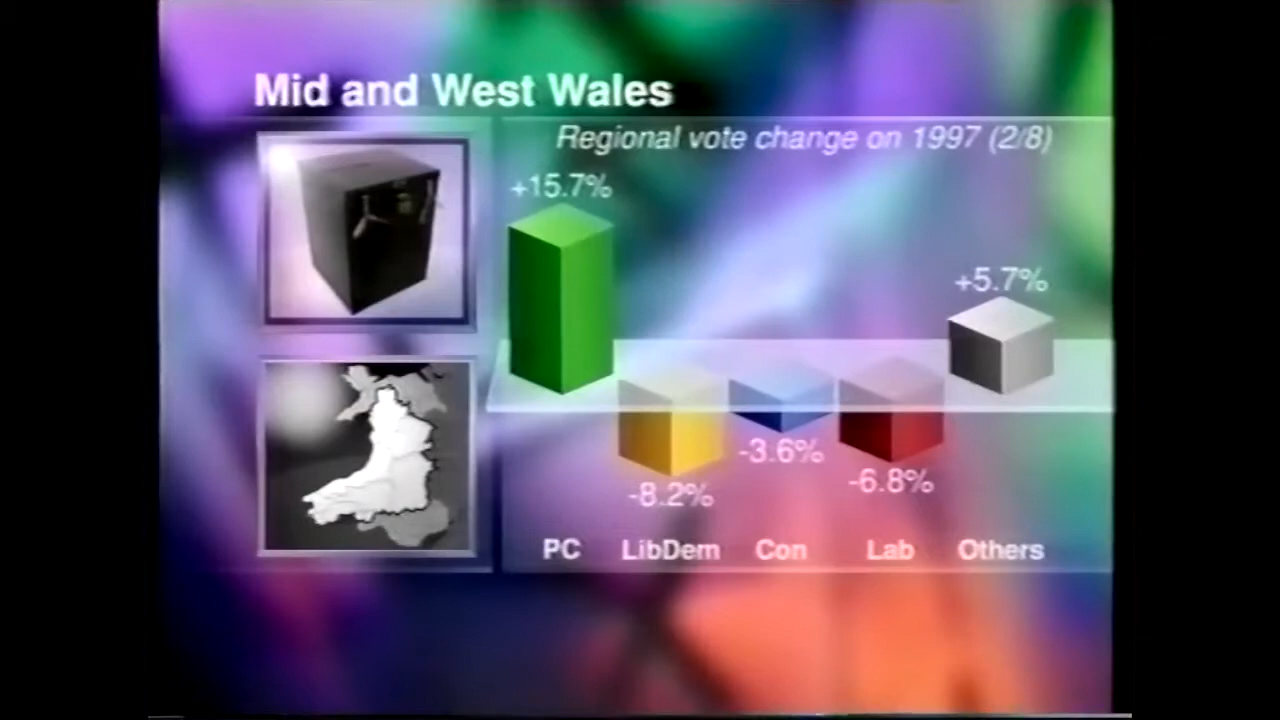 Mid and West Wales
Regional vote change on 1997 (2/8)
+15.7%
+5.7%
-3.6%
-6.8%
-8.2%
PC LibDem Con Lab Others